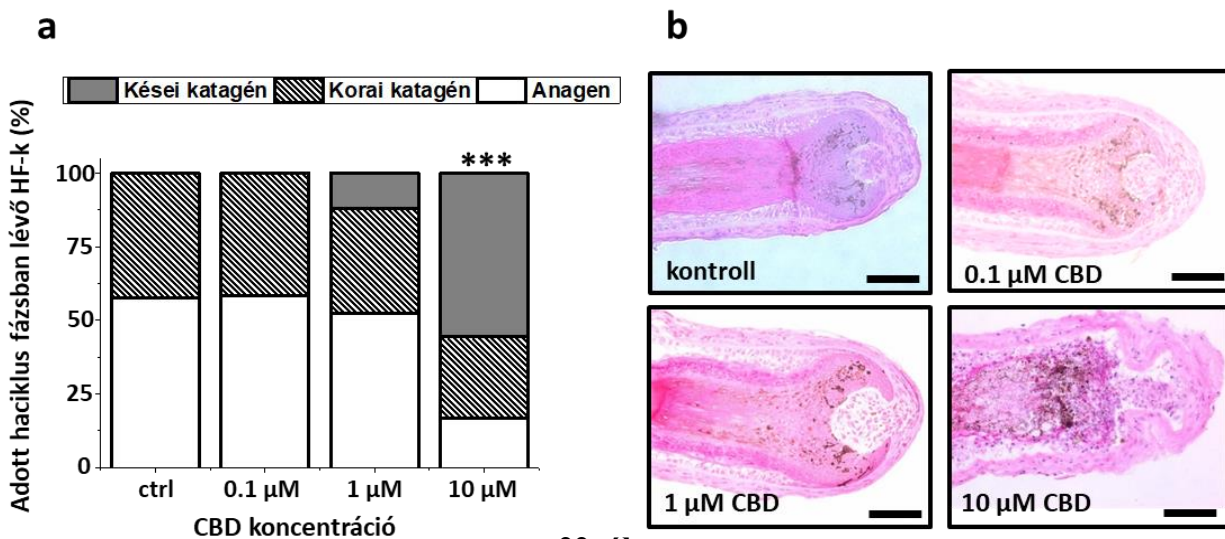 a
b
Kései katagén Korai katagén Anagen
Adott haciklus fázsban lévő HF-k (%)
***
100
75
50
25
0
ctrl 0.1 µM 1 µM 10 µM
CBD koncentráció
kontroll
0.1 µM CBD
1 µM CBD
10 µM CBD